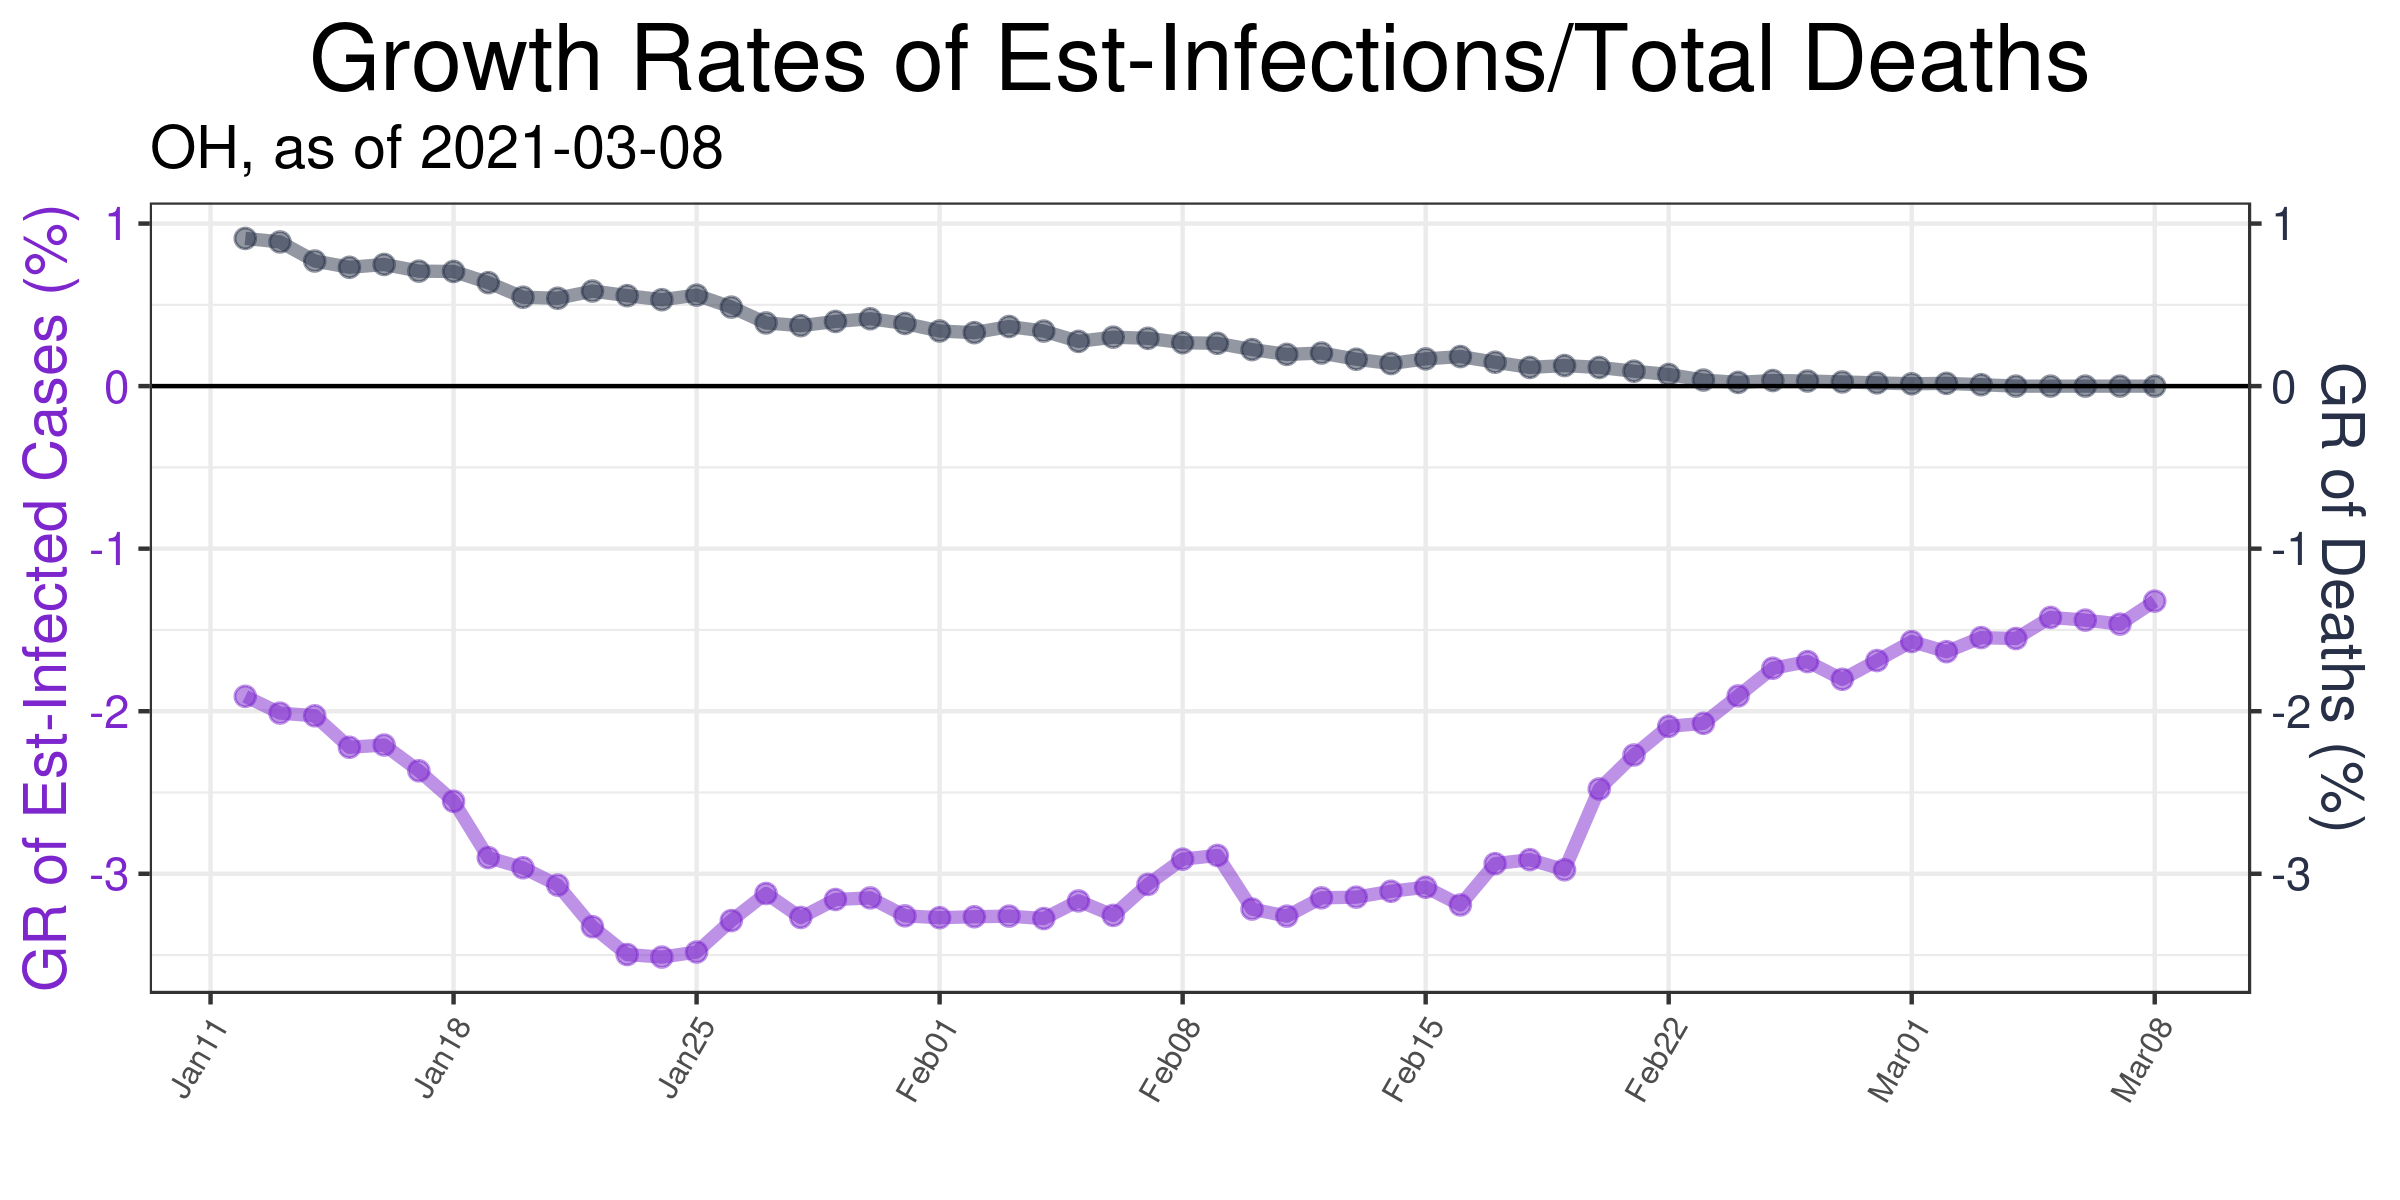 Growth Rates of Est-Infections/Total Deaths
OH, as of 2021-03-08
GR of Est-Infected Cases (%)
1
0
-1
-2
-3
1
0
-1
-2
-3
GR of Deaths (%)
Jan11
Jan18
Jan25
Feb01
Feb08
Feb15
Feb22
Mar01
Mar08